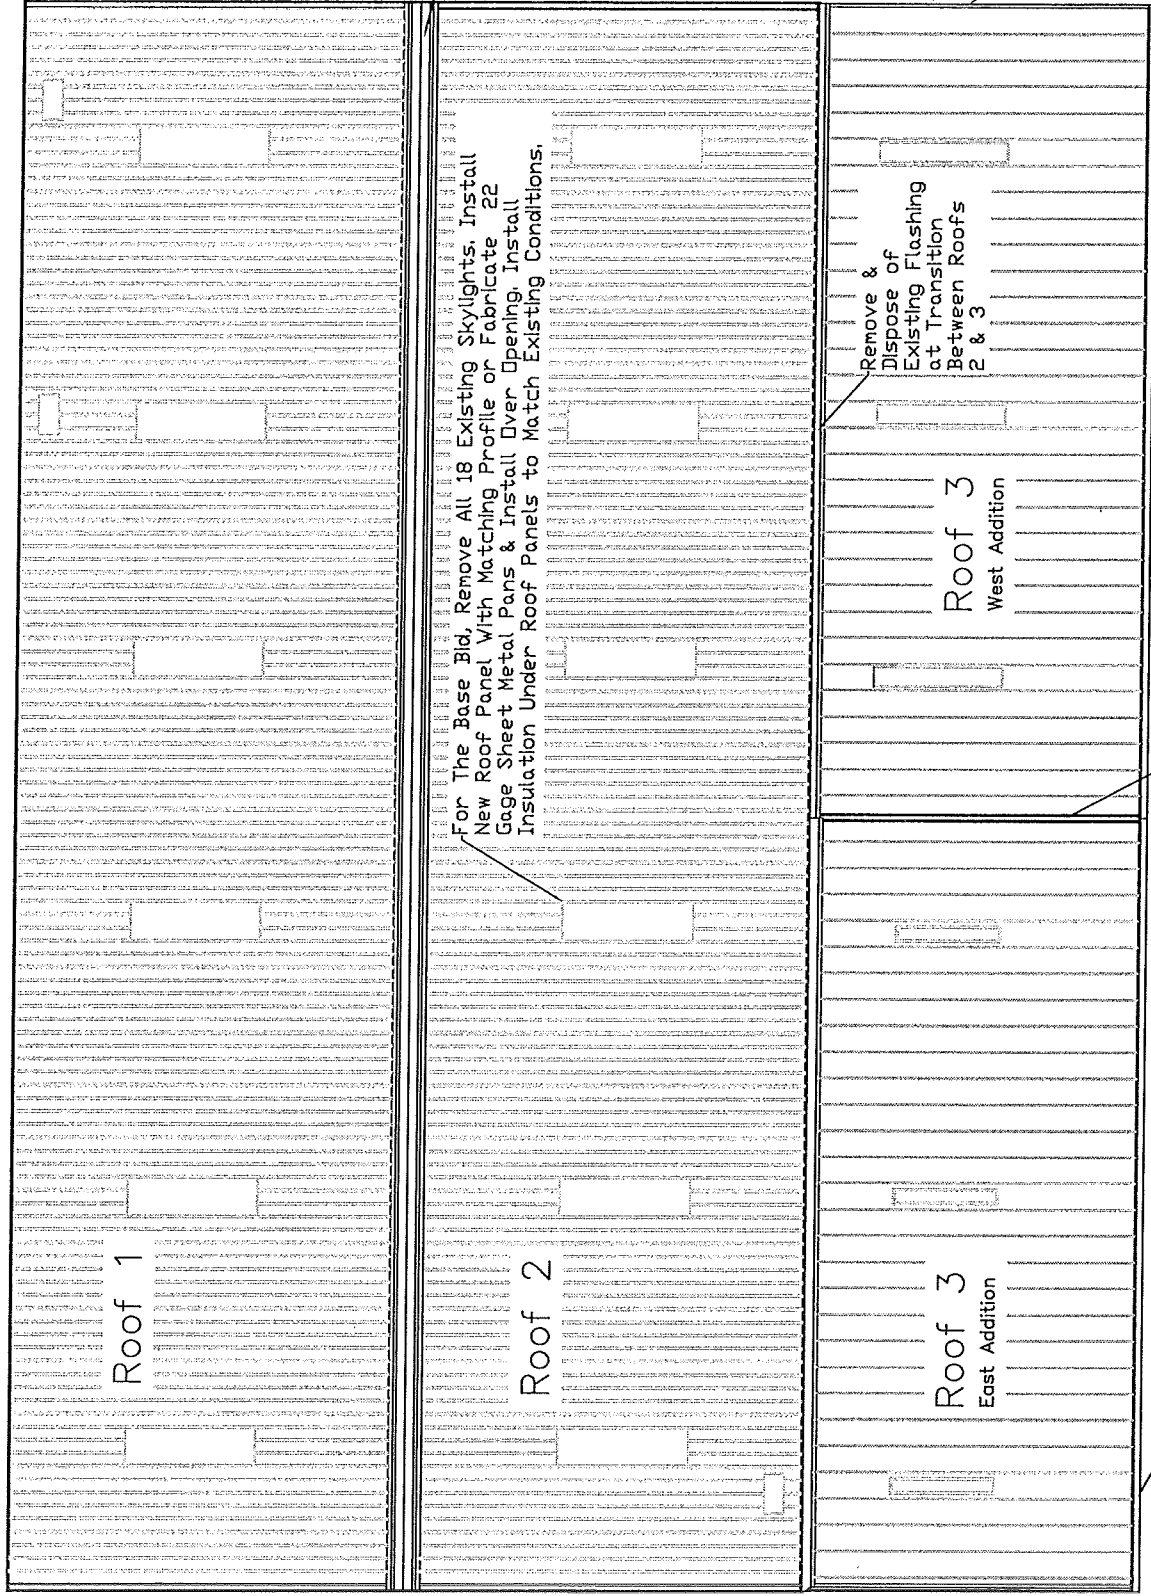 Roof 1
For The Base Bid, Remove All 18 Existing Skylights. Install
New Roof Panel With Matching Profile or Fabricate 22
Gage Sheet Metal Pans & Install Over Opening. Install
Insulation Under Roof Panels to Match Existing Conditions.
Roof 2
Remove &
Dispose of
Existing Flashing
at Transition
Between Roofs
2 & 3
Roof 3
West Addition
Roof 3
East Addition